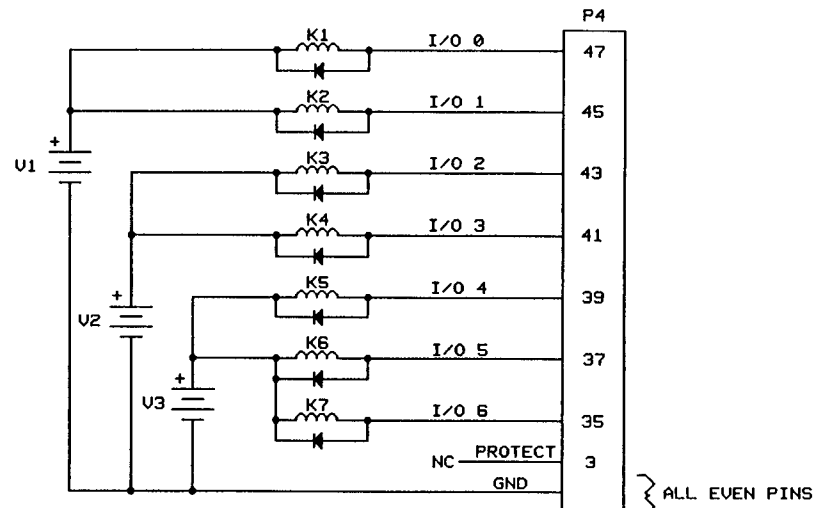 P4
K1 I/O 0 47
K2 I/O 1 45
+ V1
K3 I/O 2 43
K4 I/O 3 41
K5 I/O 4 39
+ V2
K6 I/O 5 37
+ V3
K7 I/O 6 35
NC PROTECT 3
GND ALL EVEN PINS